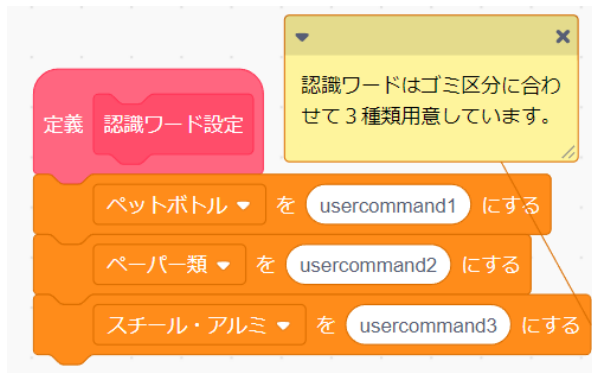 認識ワードはゴミ区分に合わ
せて３種類用意しています。
定義 認識ワード設定
ペットボトル を usercommand1 にする
ペーパー類 を usercommand2 にする
スチール・アルミ を usercommand3 にする